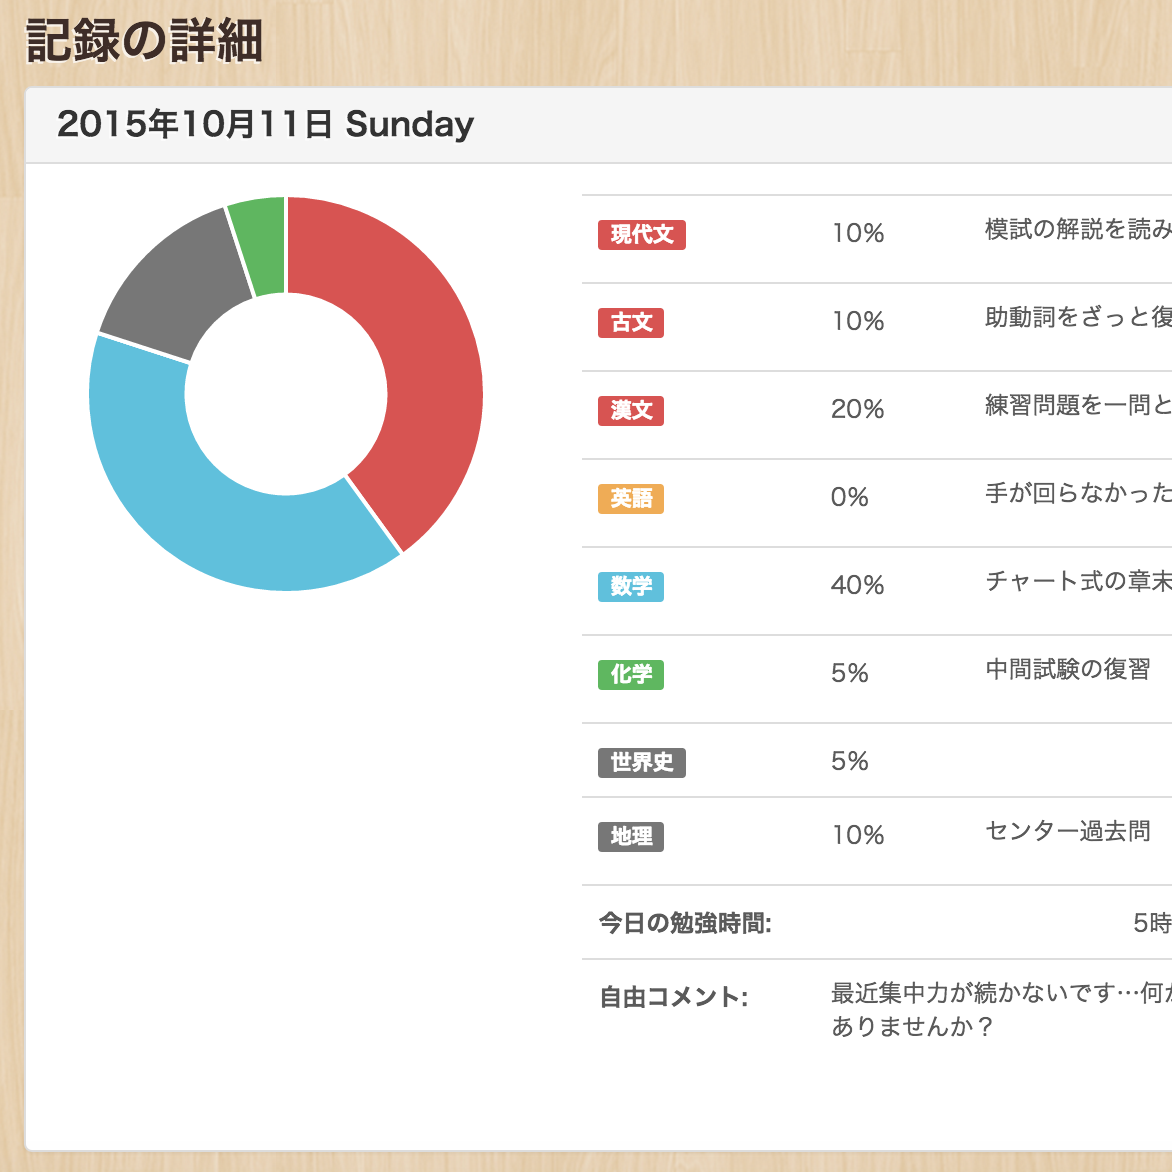 記録の詳細
2015年10月11日 Sunday
現代文 10% 模試の解説を読み
古文 10% 助動詞をざっと復
漢文 20% 練習問題を一問と
英語 0% 手が回らなかった
数学 40% チャート式の章末
化学 5% 中間試験の復習
世界史 5%
地理 10% センター過去問
今日の勉強時間: 5時
自由コメント: 最近集中力が続かないです…何か
ありませんか？